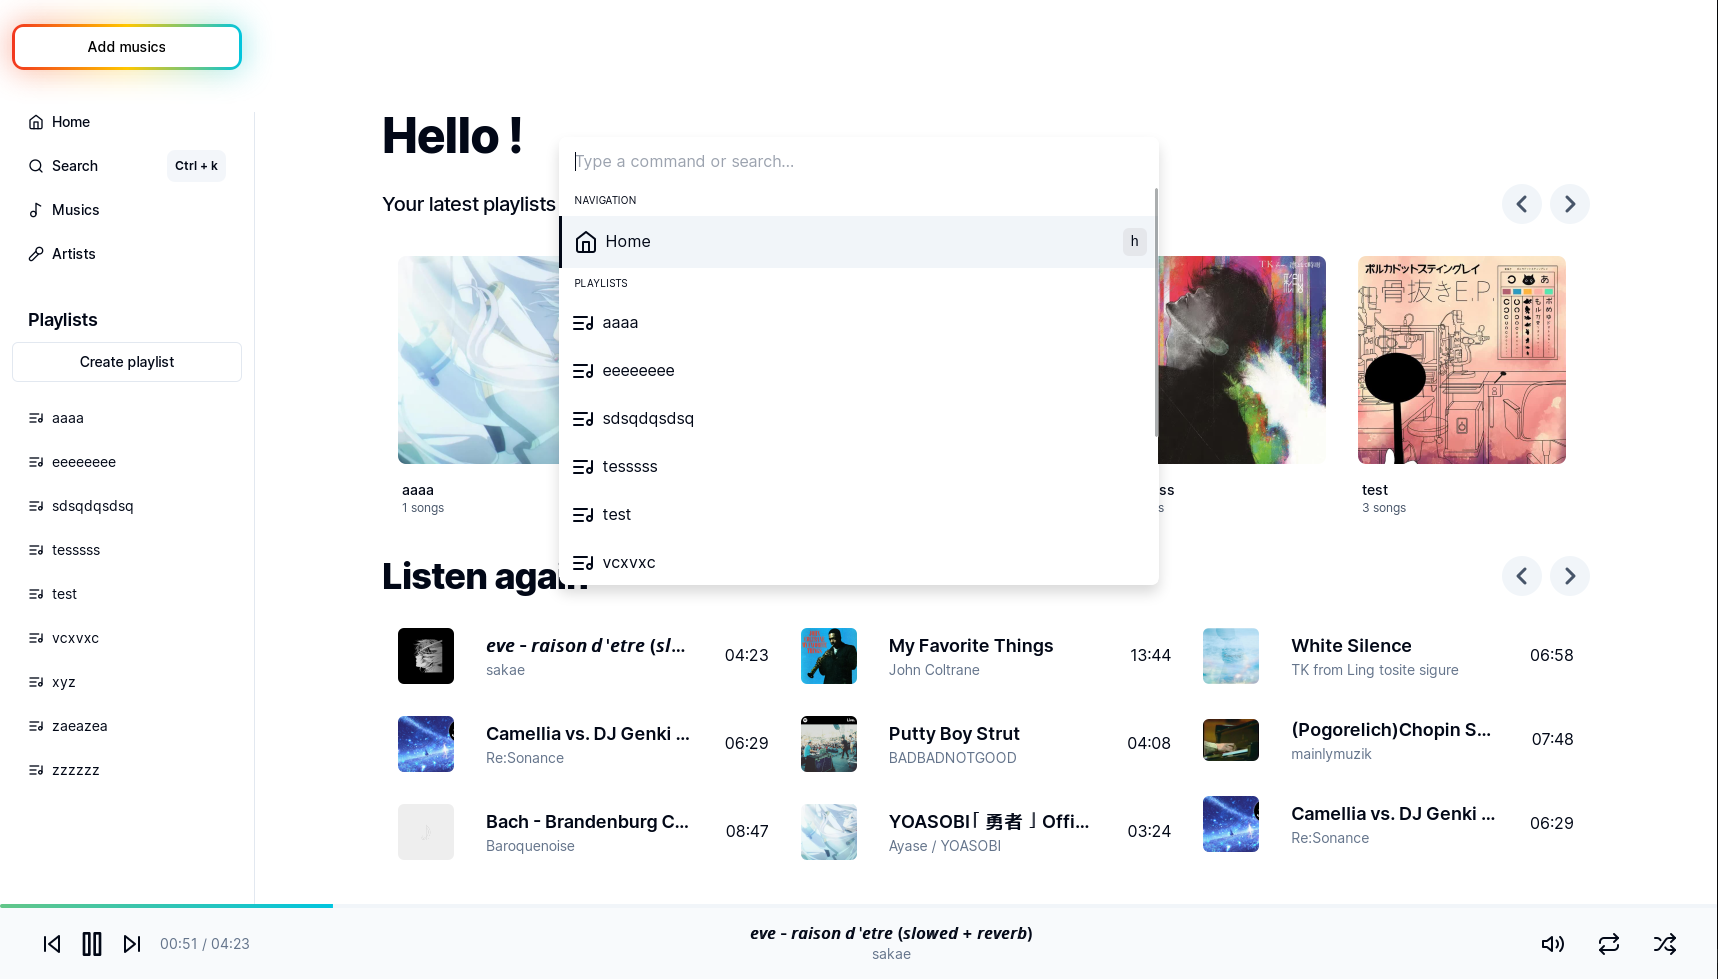 Add musics
Home
Search
Ctrl + k
Musics
Artists
Playlists
Create playlist
aaaa
eeeeeeee
sdsqdqsdsq
tesssss
test
vcxvxc
xyz
zaeazea
zzzzzz
Hello !
Your latest playlists
Type a command or search...
NAVIGATION
Home
h
PLAYLISTS
aaaa
eeeeeeee
sdsqdqsdsq
tesssss
test
vcxvxc
ポルカドットスティングレイ
骨抜きE.P.
aaaa
1 songs
ss
s
test
3 songs
Listen again
eve - raison d'etre (sl...
sakae
04:23
My Favorite Things
John Coltrane
13:44
White Silence
TK from Ling tosite sigure
06:58
Camellia vs. DJ Genki ...
Re:Sonance
06:29
Putty Boy Strut
BADBADNOTGOOD
04:08
(Pogorelich)Chopin S...
mainlymuzik
07:48
Bach - Brandenburg C...
Baroquenoise
08:47
YOASOBI「 勇者 」Offi...
Ayase / YOASOBI
03:24
Camellia vs. DJ Genki ...
Re:Sonance
06:29
00:51 / 04:23
eve - raison d'etre (slowed + reverb)
sakae